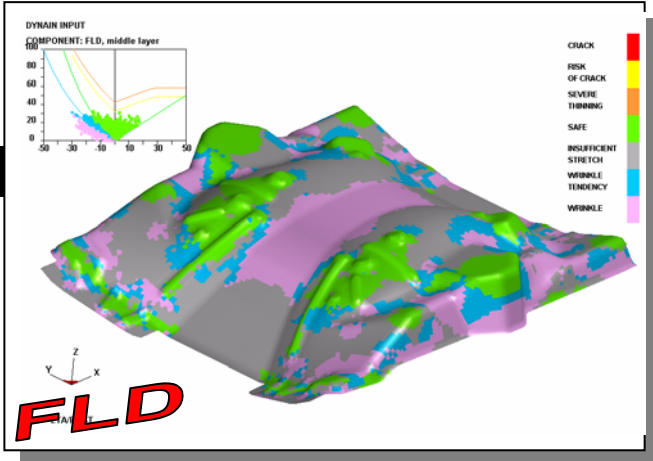 DYNAIN INPUT
COMPONENT: FLD, middle layer
100
80
60
40
20
0
-50 -30 -10 10 30 50
CRACK
RISK
OF CRACK
SEVERE
THINNING
SAFE
INSUFFICIENT
STRETCH
WRINKLE
TENDENCY
WRINKLE
Z
Y X
FLD